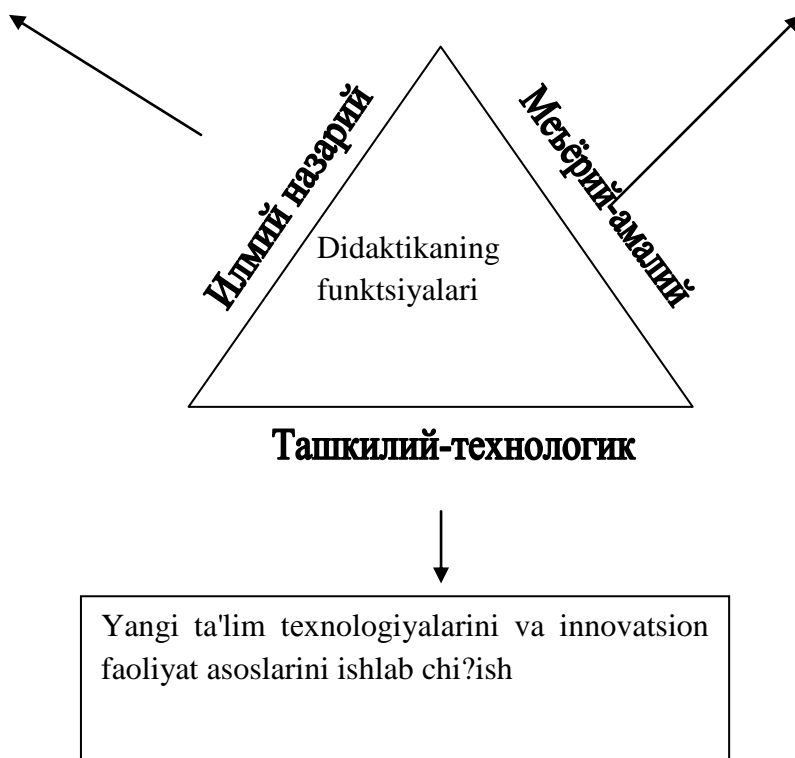 Илмий назарий
Меъёрий-амалий
Didaktikaning
funktsiyalari
Ташкилий-технологик
Yangi ta'lim texnologiyalarini va innovatsion
faoliyat asoslarini ishlab chi?ish